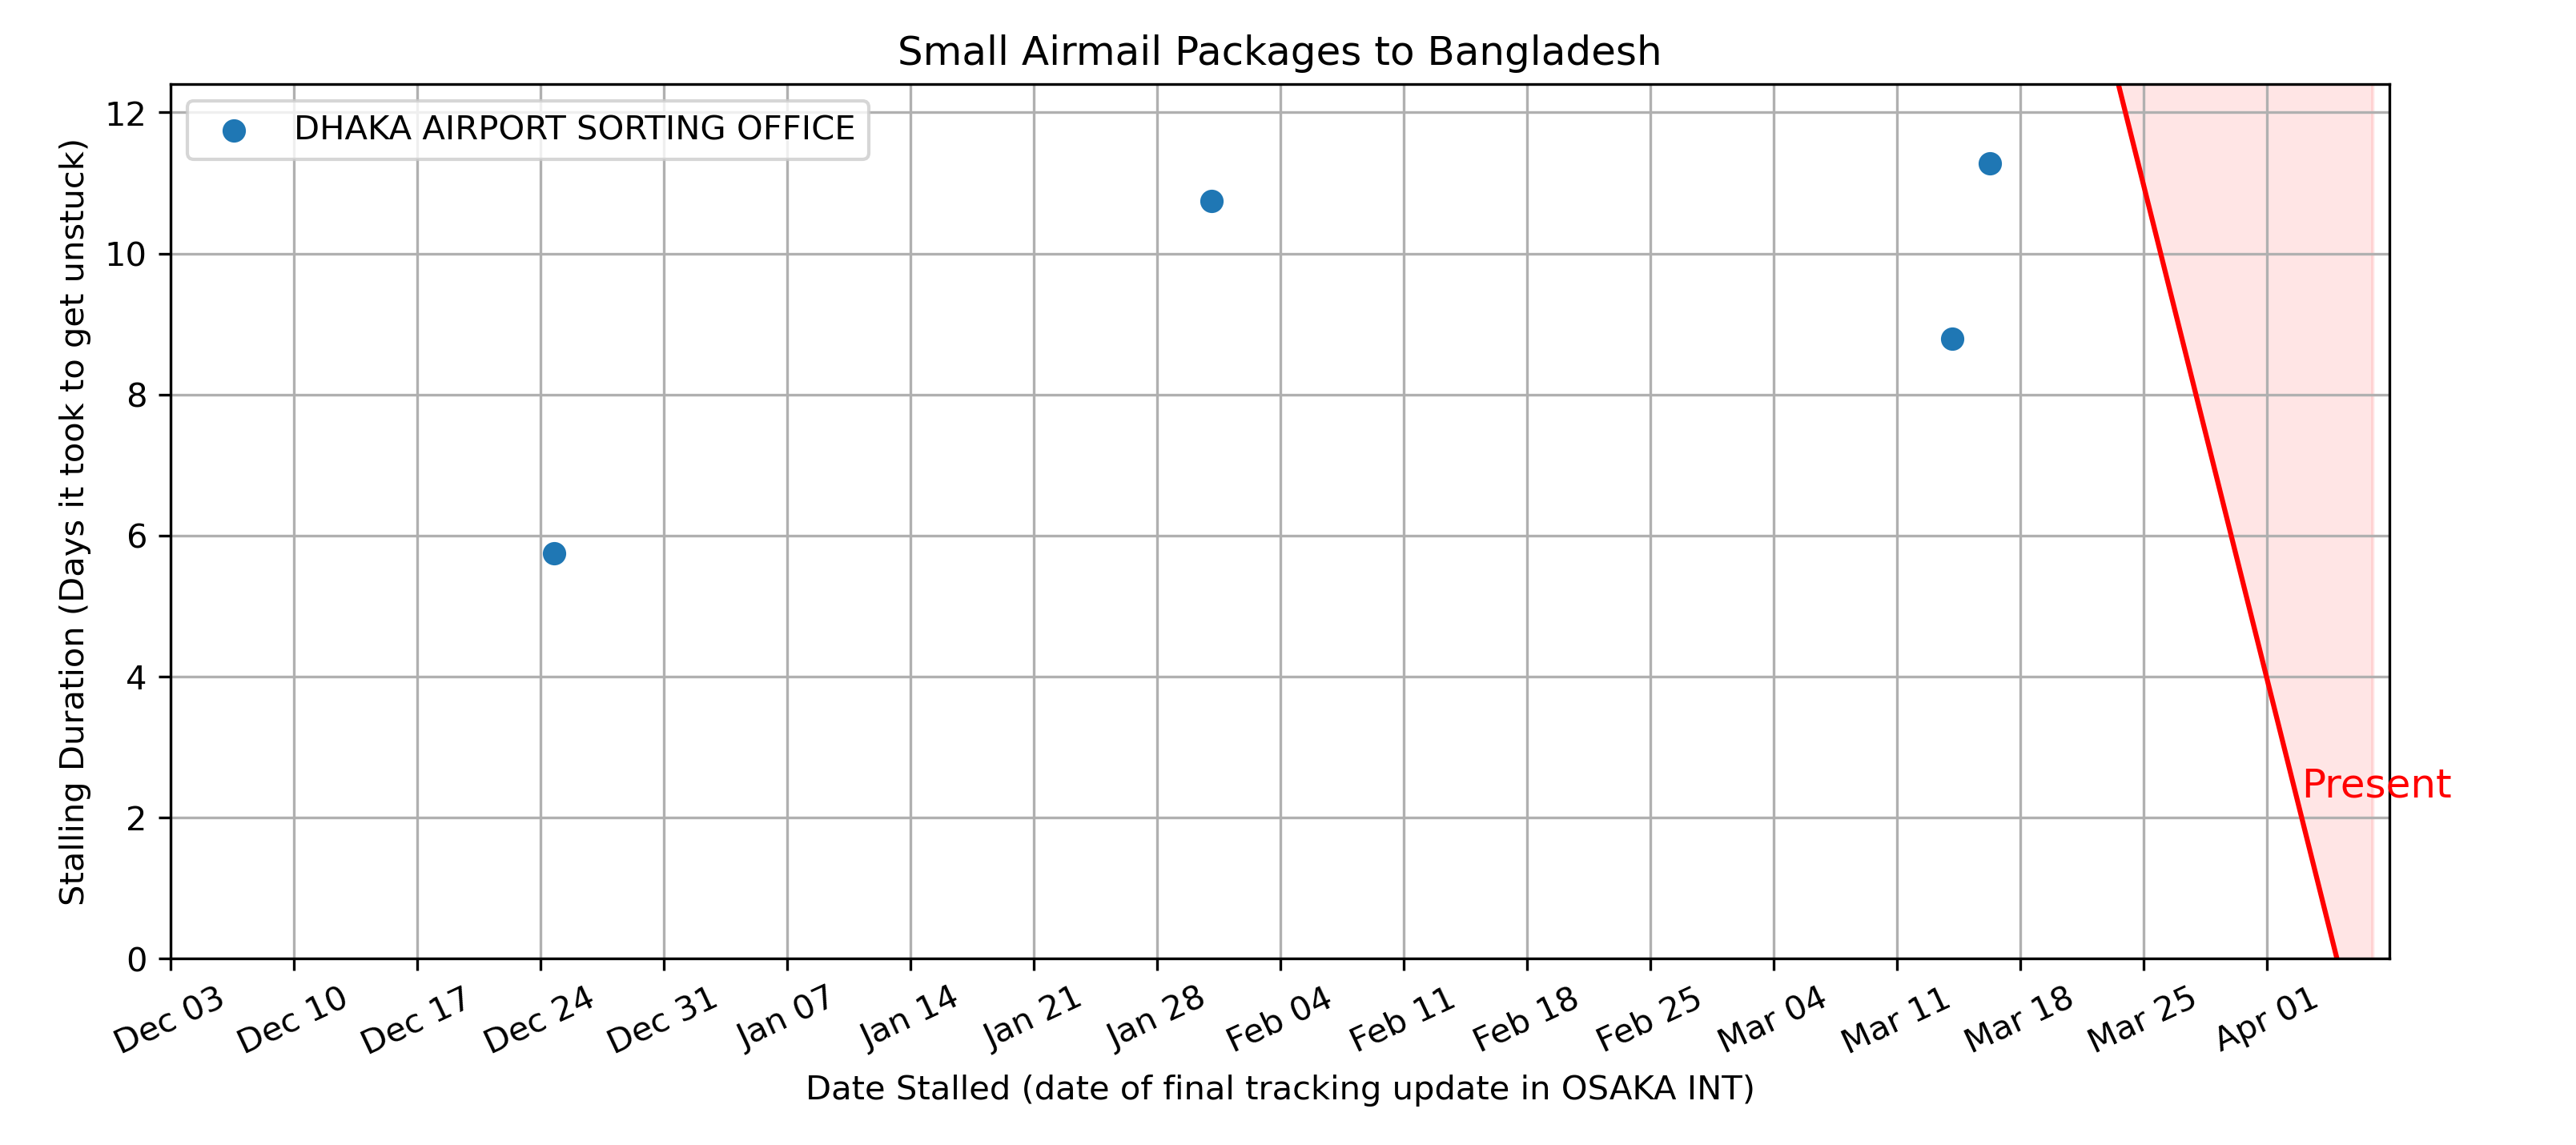 Small Airmail Packages to Bangladesh
DHAKA AIRPORT SORTING OFFICE
Stalling Duration (Days it took to get unstuck)
12
10
8
6
4
2
0
Present
Dec 03
Dec 10
Dec 17
Dec 24
Dec 31
Jan 07
Jan 14
Jan 21
Jan 28
Feb 04
Feb 11
Feb 18
Feb 25
Mar 04
Mar 11
Mar 18
Mar 25
Apr 01
Date Stalled (date of final tracking update in OSAKA INT)